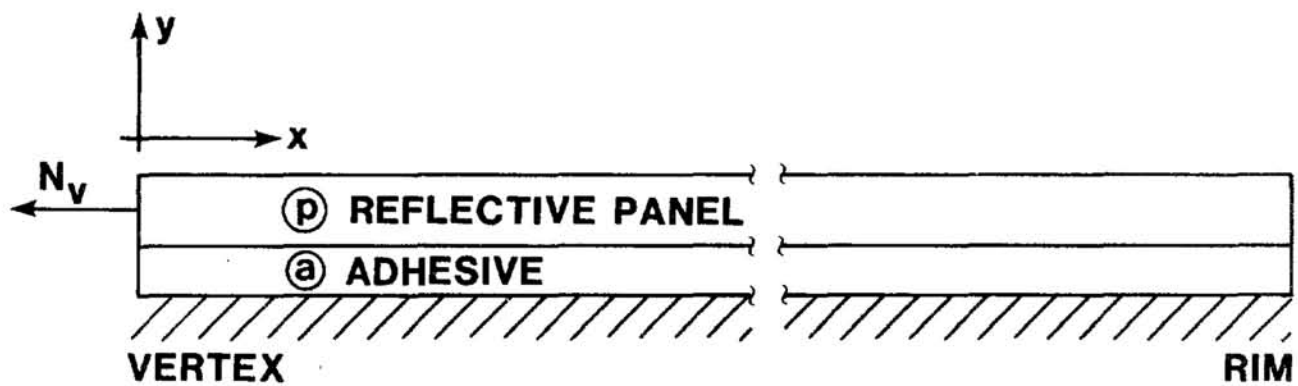 y
x
N_v
ⓟ REFLECTIVE PANEL
ⓐ ADHESIVE
VERTEX RIM